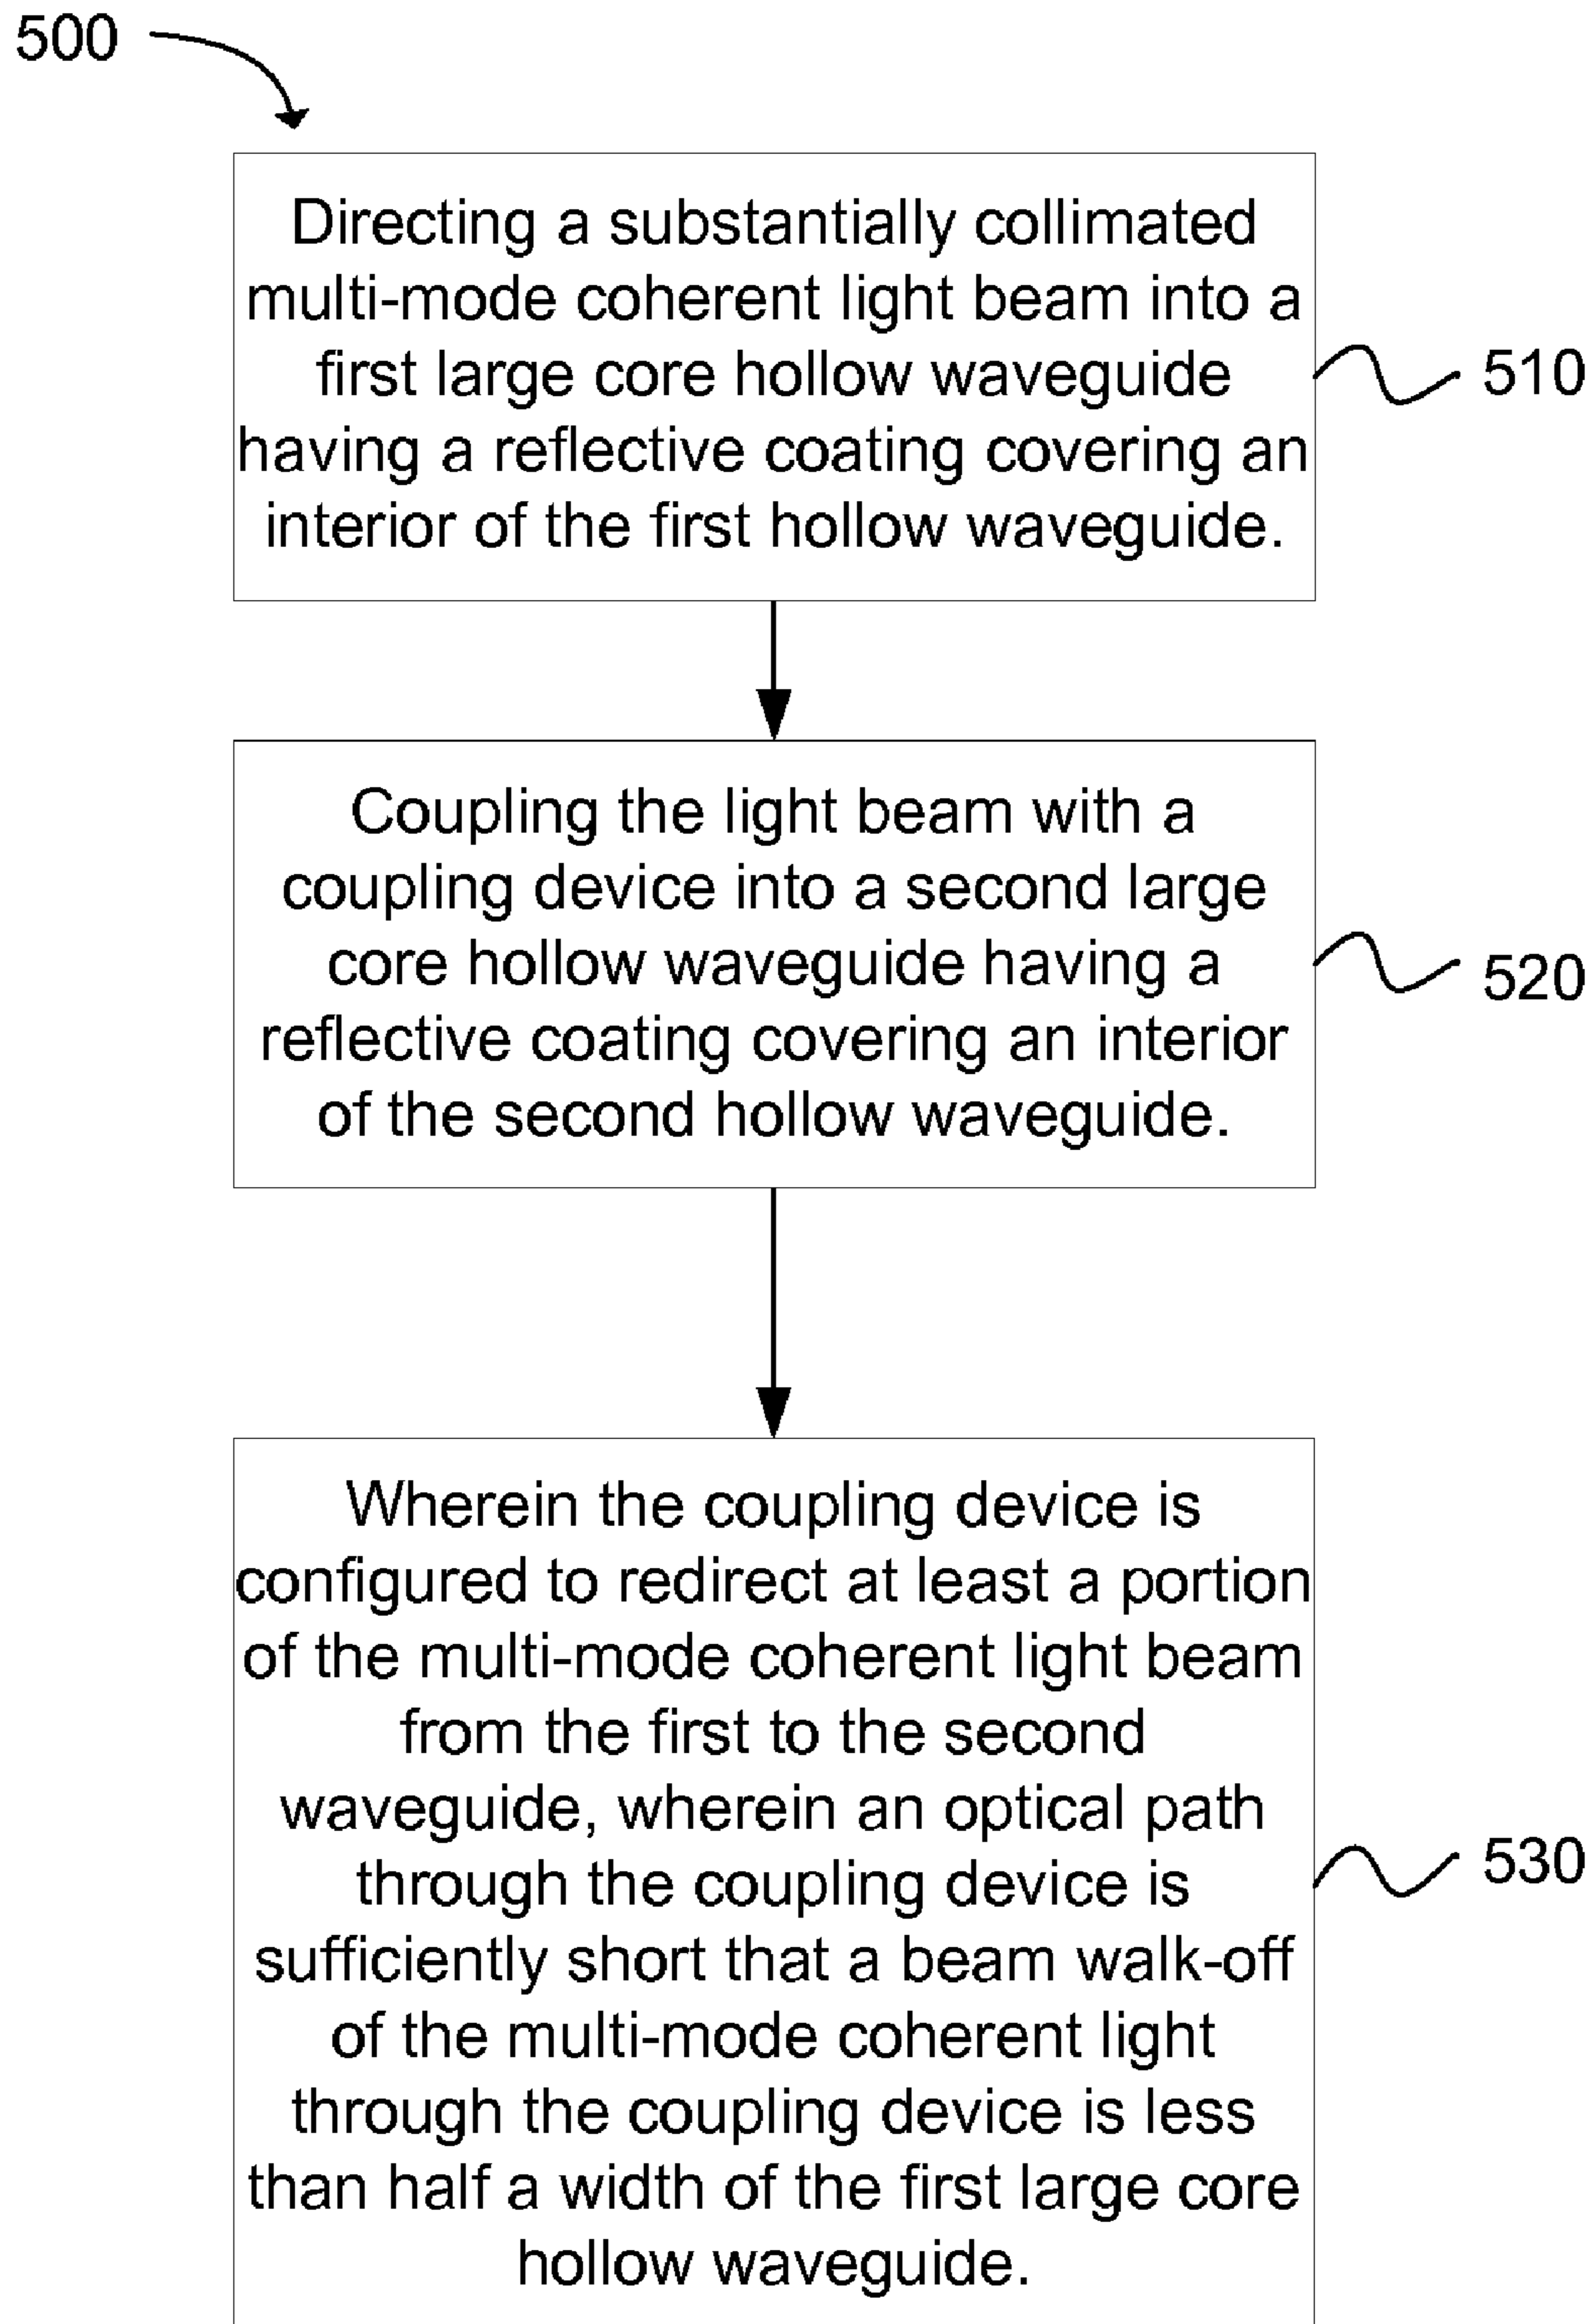 500
Directing a substantially collimated
multi-mode coherent light beam into a
first large core hollow waveguide
having a reflective coating covering an
interior of the first hollow waveguide.
510
Coupling the light beam with a
coupling device into a second large
core hollow waveguide having a
reflective coating covering an interior
of the second hollow waveguide.
520
Wherein the coupling device is
configured to redirect at least a portion
of the multi-mode coherent light beam
from the first to the second
waveguide, wherein an optical path
through the coupling device is
sufficiently short that a beam walk-off
of the multi-mode coherent light
through the coupling device is less
than half a width of the first large core
hollow waveguide.
530